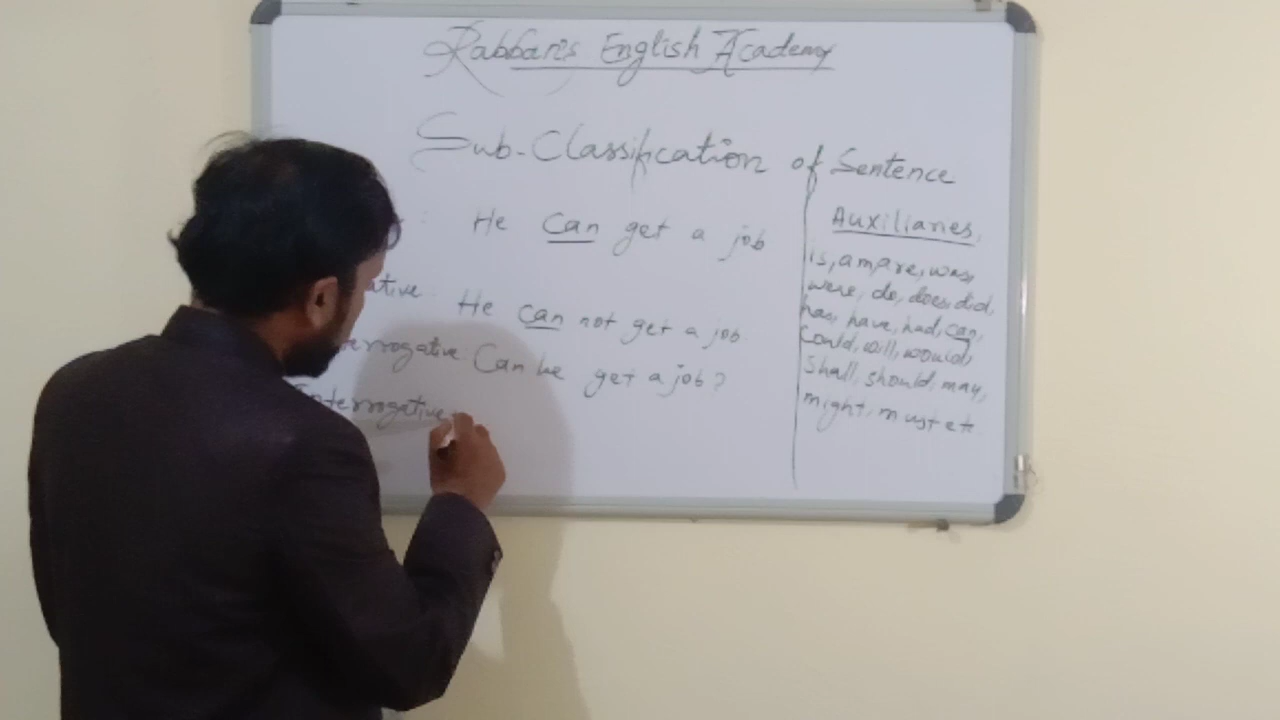 Rabbani's English Academy
Sub-Classification of Sentence
: He can get a job
ative. He can not get a job.
errogative Can he get a job?
Interrogative
Auxiliaries,
is, am, are, was,
were, do, does, did,
has, have, had, can,
Could, will, would,
Shall, should, may,
might, must etc